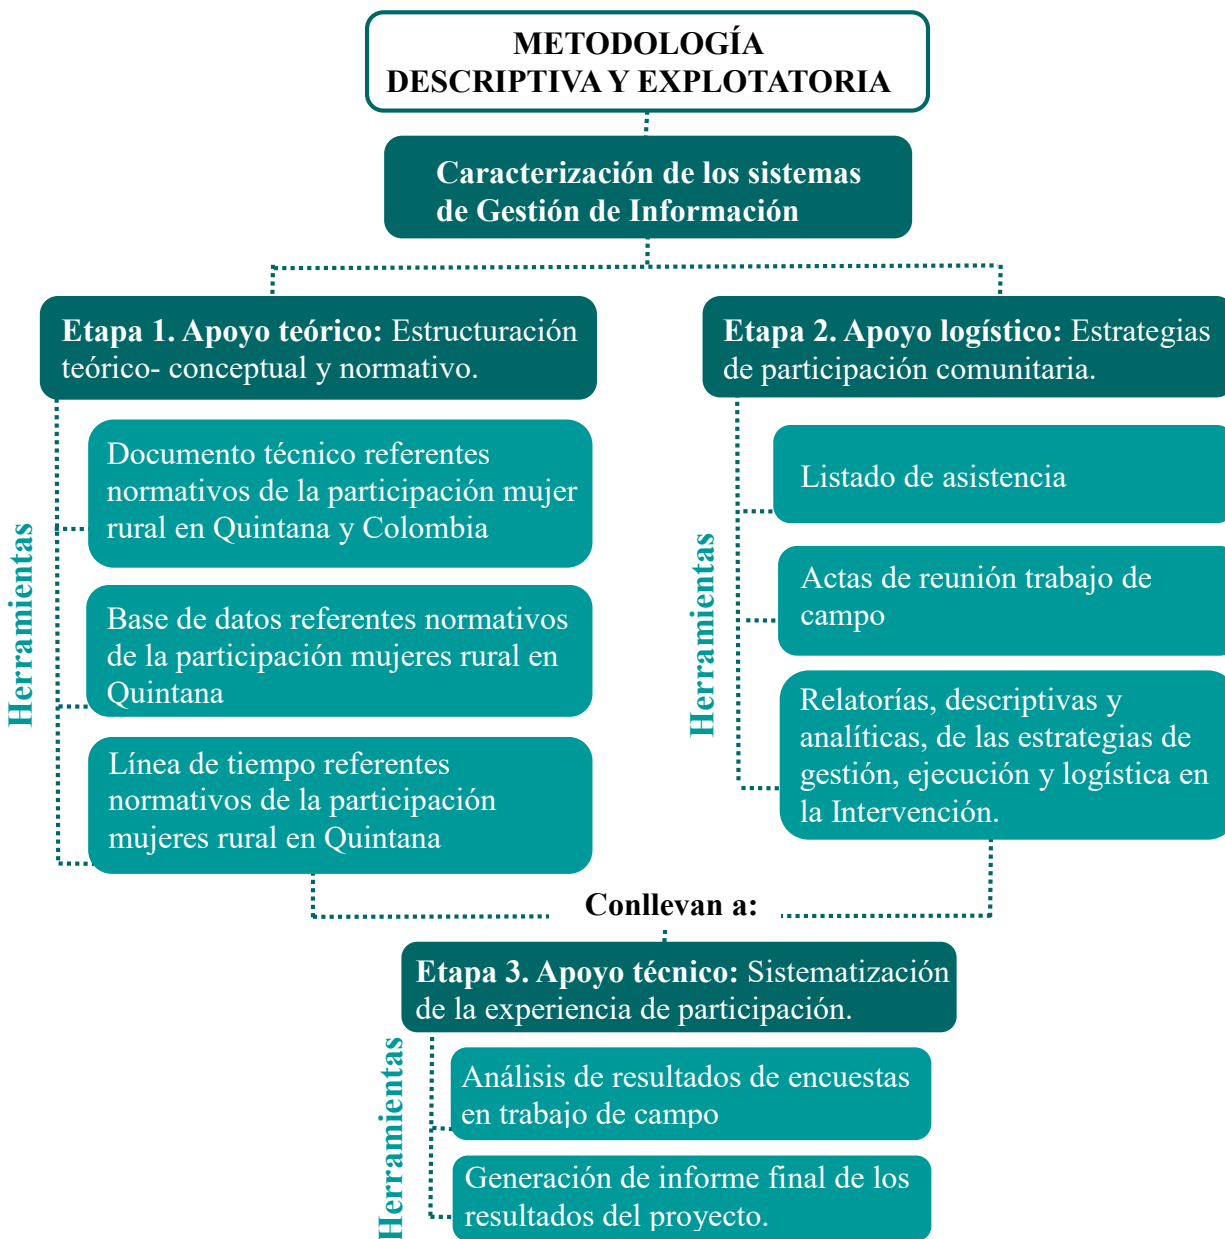 METODOLOGÍA
DESCRIPTIVA Y EXPLOTATORIA
Caracterización de los sistemas
de Gestión de Información
Etapa 1. Apoyo teórico: Estructuración
teórico- conceptual y normativo.
Herramientas
Documento técnico referentes
normativos de la participación mujer
rural en Quintana y Colombia
Base de datos referentes normativos
de la participación mujeres rural en
Quintana
Línea de tiempo referentes
normativos de la participación
mujeres rural en Quintana
Etapa 2. Apoyo logístico: Estrategias
de participación comunitaria.
Herramientas
Listado de asistencia
Actas de reunión trabajo de
campo
Relatorías, descriptivas y
analíticas, de las estrategias de
gestión, ejecución y logística en
la Intervención.
Conllevan a:
Etapa 3. Apoyo técnico: Sistematización
de la experiencia de participación.
Herramientas
Análisis de resultados de encuestas
en trabajo de campo
Generación de informe final de los
resultados del proyecto.